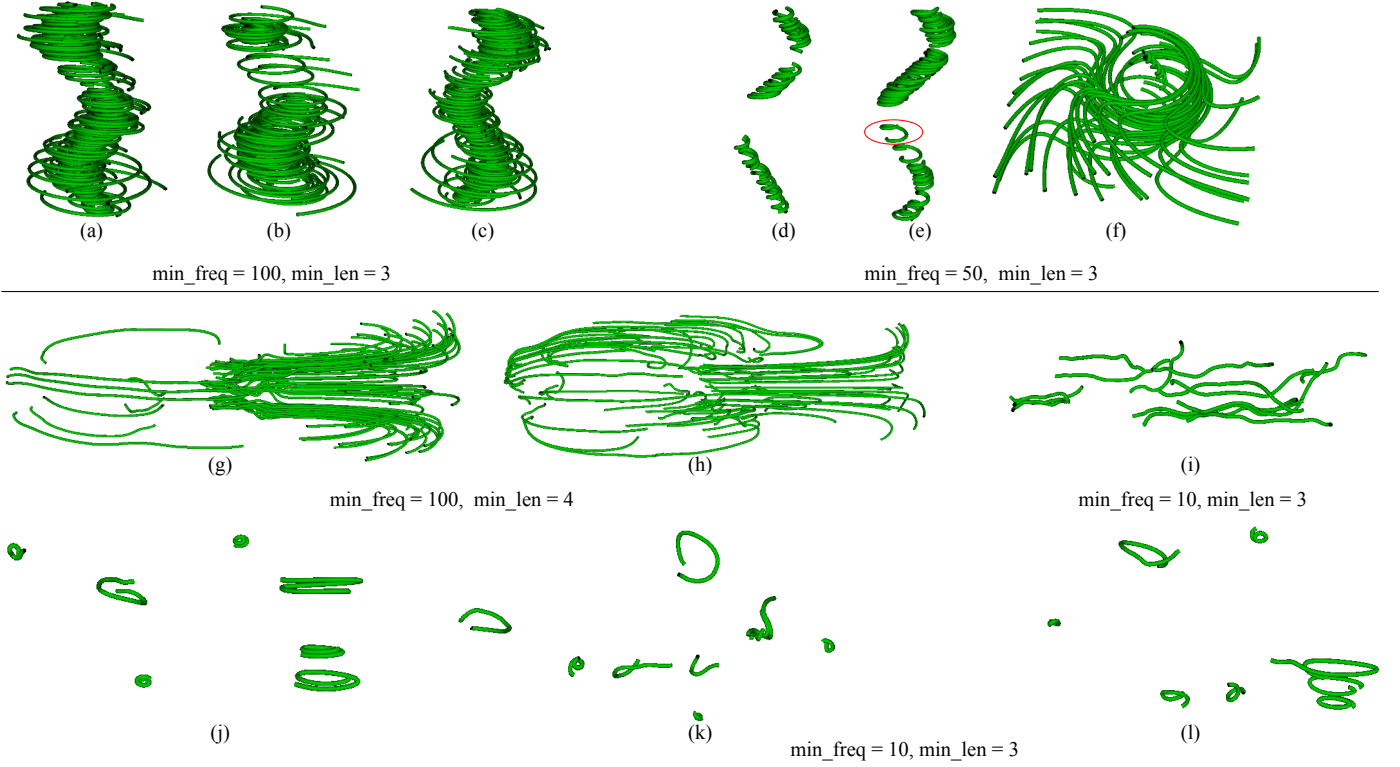 (a) (b) (c) (d) (e) (f)
min_freq = 100, min_len = 3 min_freq = 50, min_len = 3
(g) (h) (i)
min_freq = 100, min_len = 4 min_freq = 10, min_len = 3
(j) (k) (l)
min_freq = 10, min_len = 3